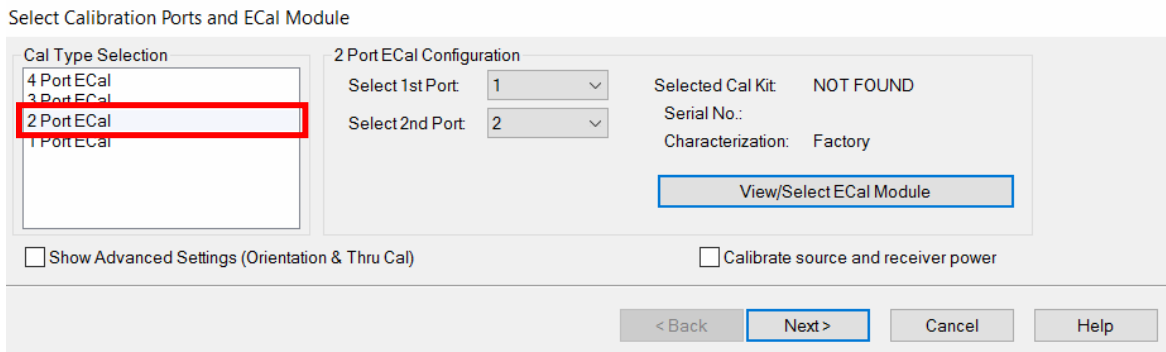 Select Calibration Ports and ECal Module
Cal Type Selection
4 Port ECal
3 Port ECal
2 Port ECal
1 Port ECal
2 Port ECal Configuration
Select 1st Port: 1
Select 2nd Port: 2
Selected Cal Kit: NOT FOUND
Serial No.:
Characterization: Factory
View/Select ECal Module
Show Advanced Settings (Orientation & Thru Cal)
Calibrate source and receiver power
< Back
Next >
Cancel
Help